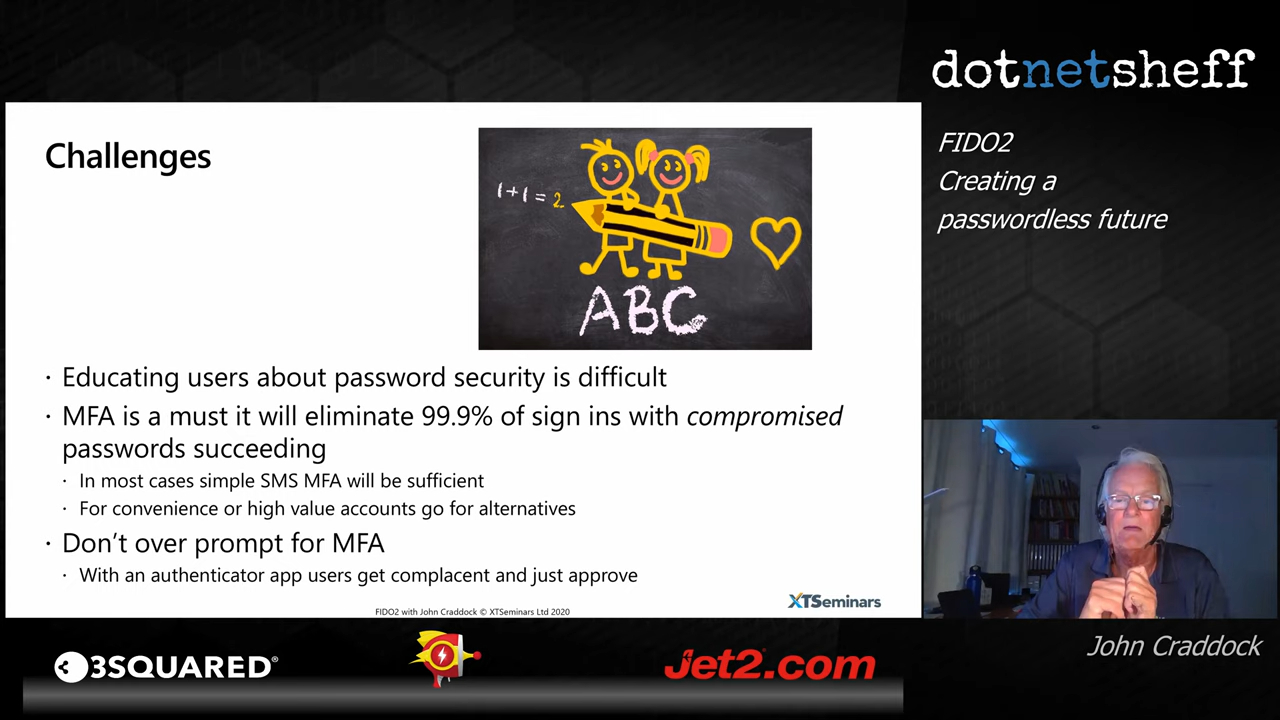 dotnetsheff
FIDO2
Creating a
passwordless future
Challenges
1+1=2
ABC
· Educating users about password security is difficult
· MFA is a must it will eliminate 99.9% of sign ins with compromised
passwords succeeding
· In most cases simple SMS MFA will be sufficient
· For convenience or high value accounts go for alternatives
· Don’t over prompt for MFA
· With an authenticator app users get complacent and just approve
FIDO2 with John Craddock © XTSeminars Ltd 2020
XTSeminars
John Craddock
3SQUARED®
Jet2.com